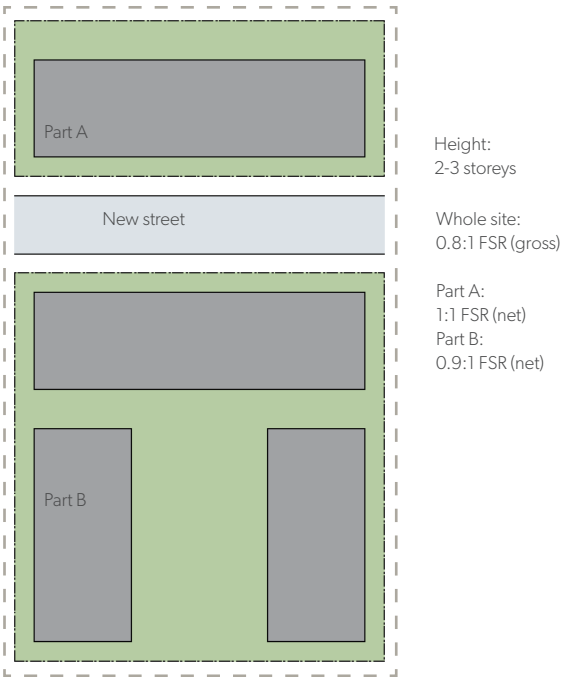 Part A
New street
Part B
Height:
2-3 storeys
Whole site:
0.8:1 FSR (gross)
Part A:
1:1 FSR (net)
Part B:
0.9:1 FSR (net)